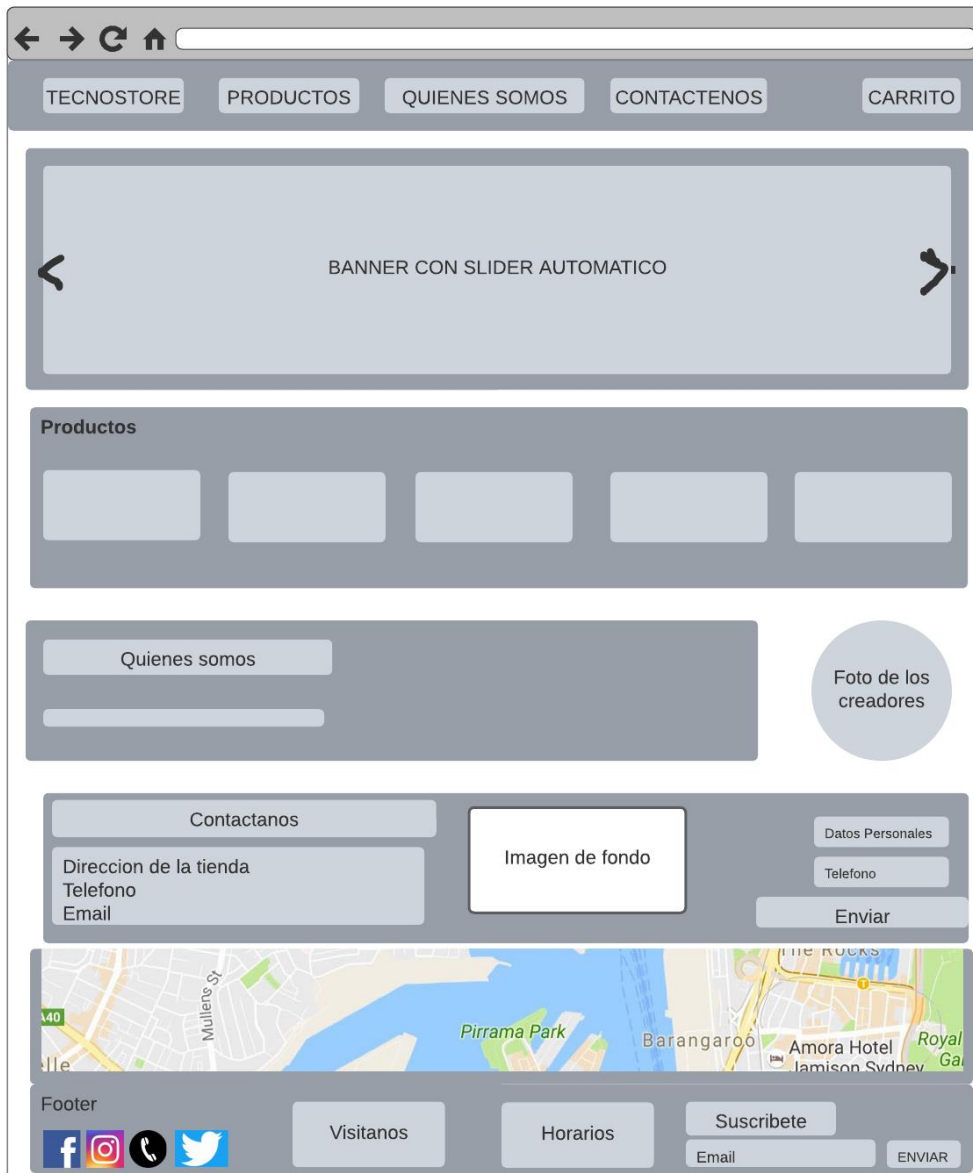 TECNOSTORE PRODUCTOS QUIENES SOMOS CONTACTENOS CARRITO
BANNER CON SLIDER AUTOMATICO
Productos
Quienes somos
Foto de los
creadores
Contactanos
Direccion de la tienda
Telefono
Email
Imagen de fondo
Datos Personales
Telefono
Enviar
The Rocks
Mullens St
A40
Pirrama Park
Barangaroo
Amora Hotel
Jamison Sydney
Royal
Footer
Visitanos
Horarios
Suscribete
Email
ENVIAR